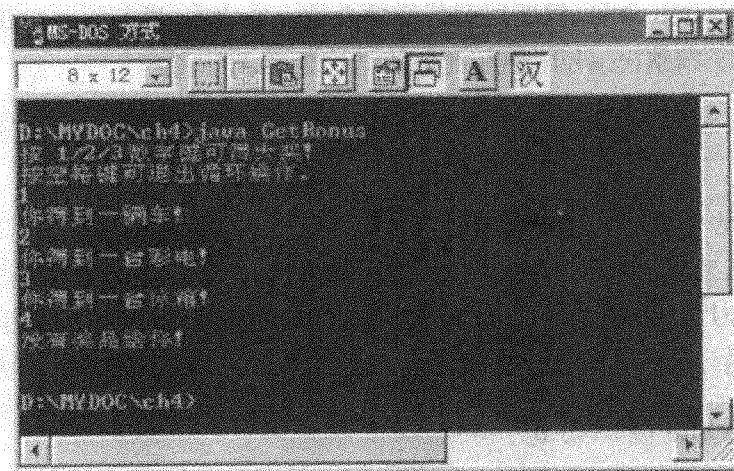 MS-DOS 方式
8 x 12 A 汉
D:\MYDOC\ch4>java GetBonus
按 1/2/3数字键可得大奖!
按空格键可退出循环操作.
1
你得到一辆车!
2
你得到一台彩电!
3
你得到一台冰箱!
4
没有奖品给你!
D:\MYDOC\ch4>